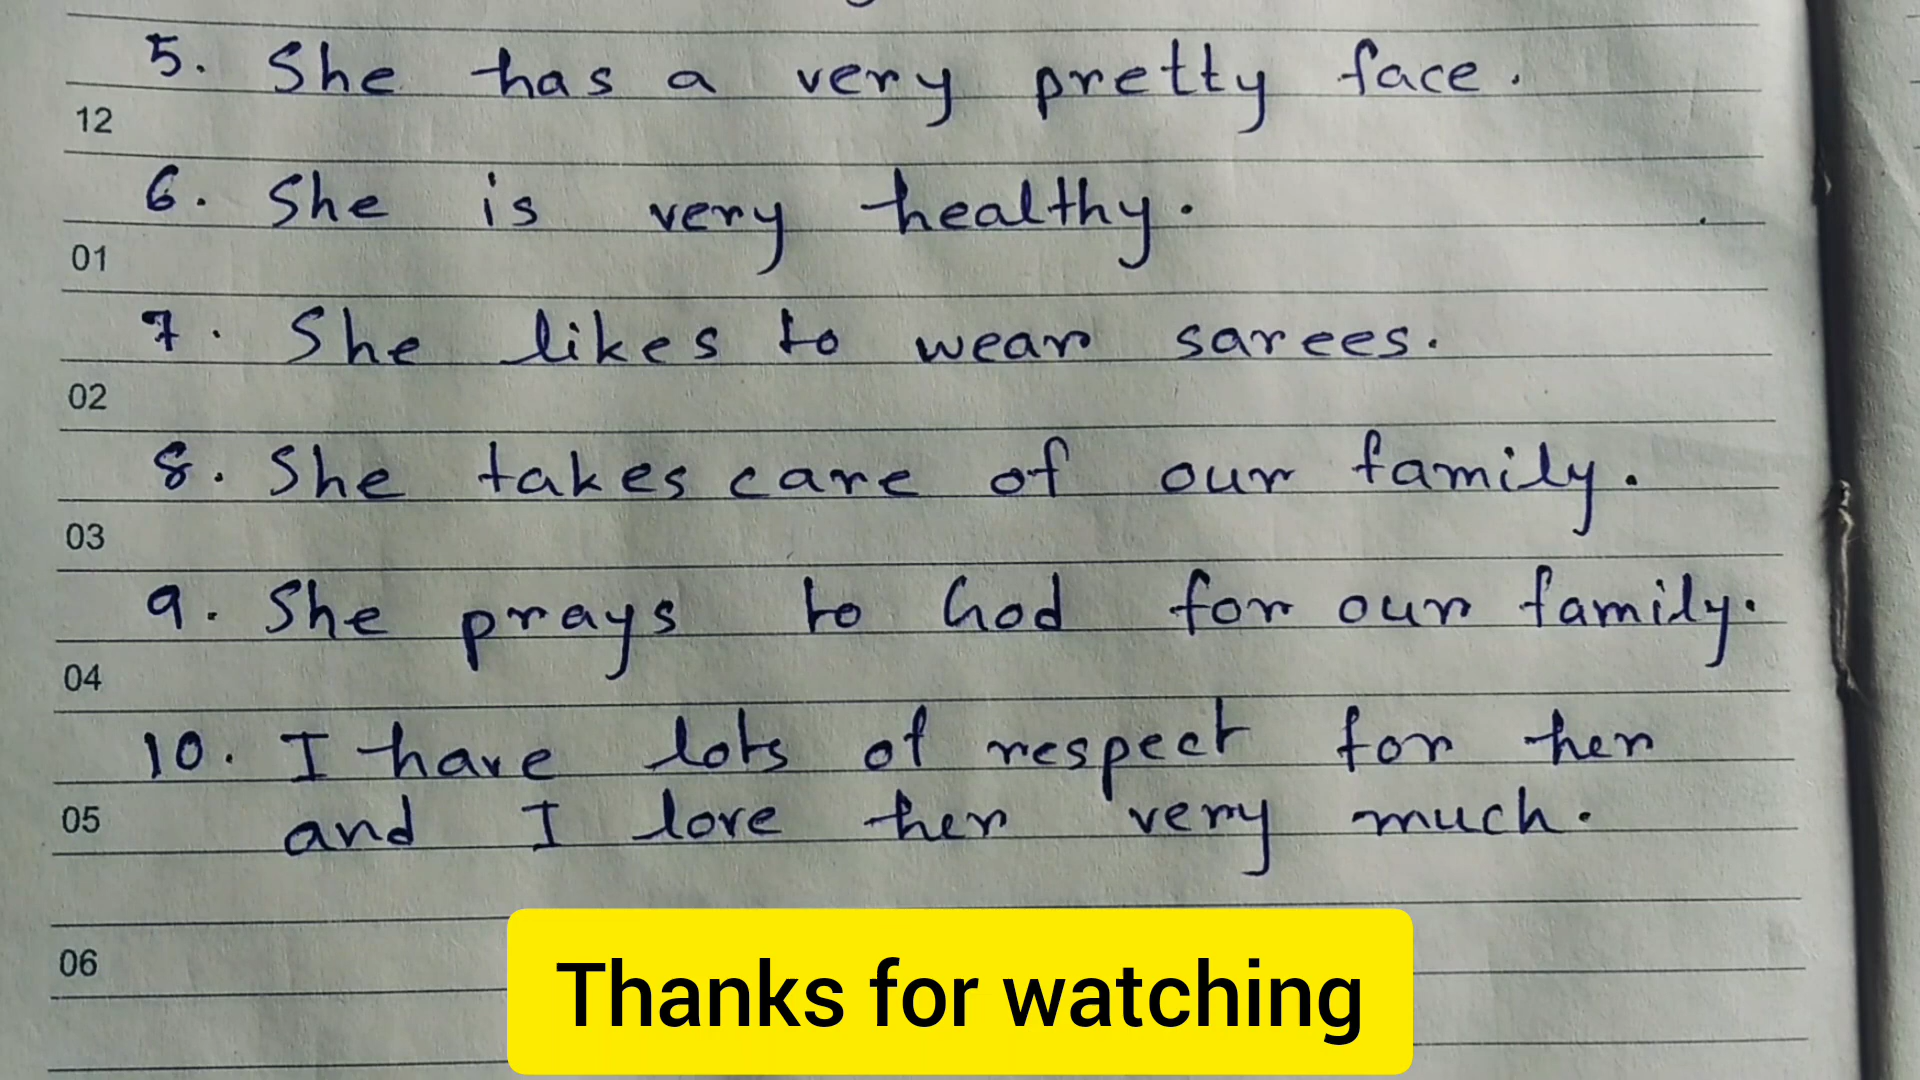 5. She has a very pretty face.
12
6. She is very healthy.
01
7. She likes to wear sarees.
02
8. She takes care of our family.
03
9. She prays to God for our family.
04
10. I have lots of respect for her
05 and I love her very much.
06
Thanks for watching